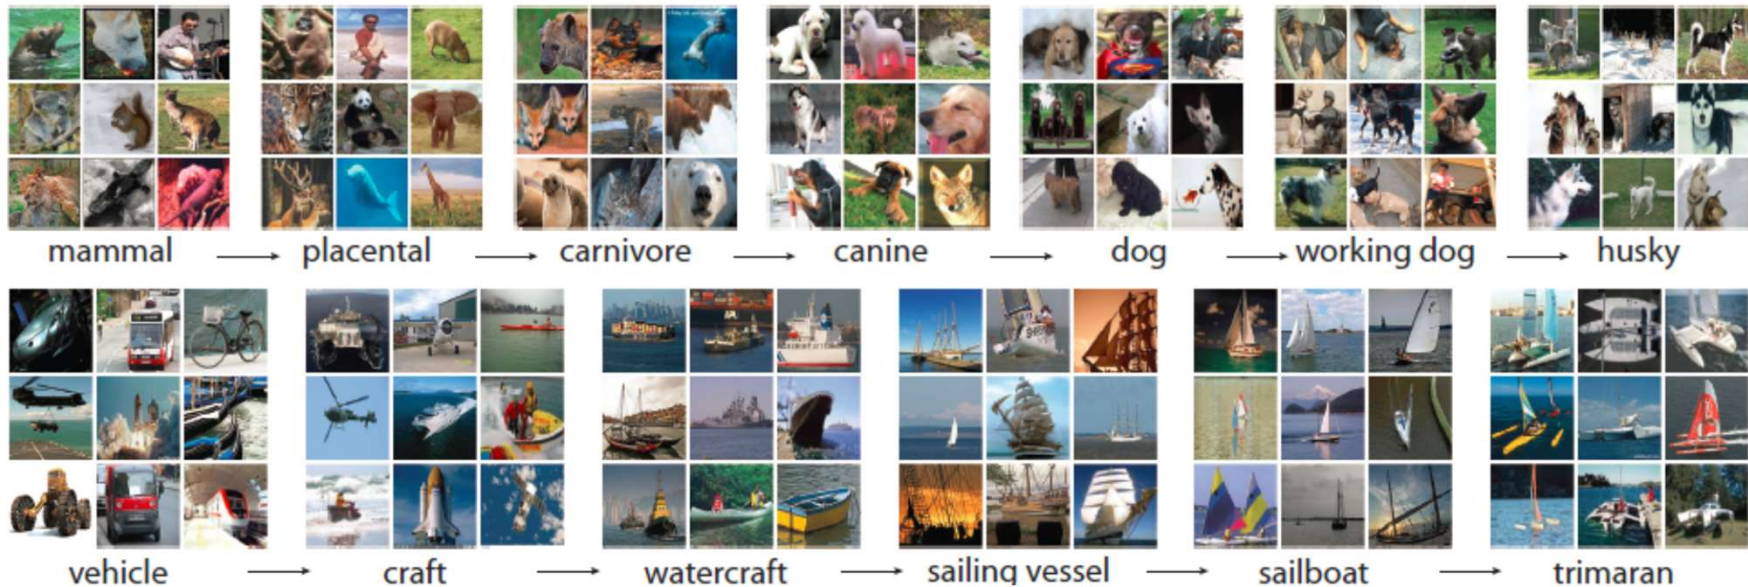 mammal → placental → carnivore → canine → dog → working dog → husky
vehicle → craft → watercraft → sailing vessel → sailboat → trimaran